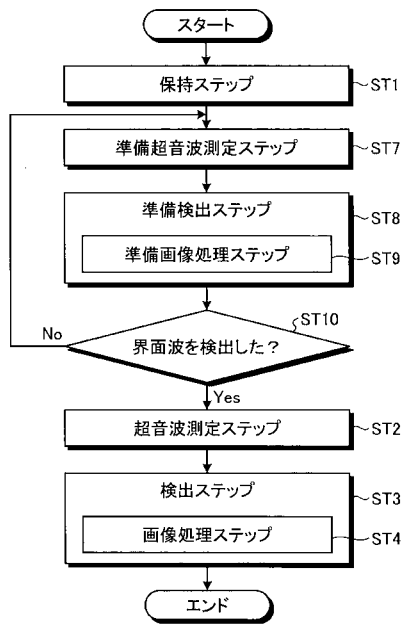 スタート
保持ステップ ST1
準備超音波測定ステップ ST7
準備検出ステップ ST8
準備画像処理ステップ ST9
ST10
No 界面波を検出した？
Yes
超音波測定ステップ ST2
検出ステップ ST3
画像処理ステップ ST4
エンド